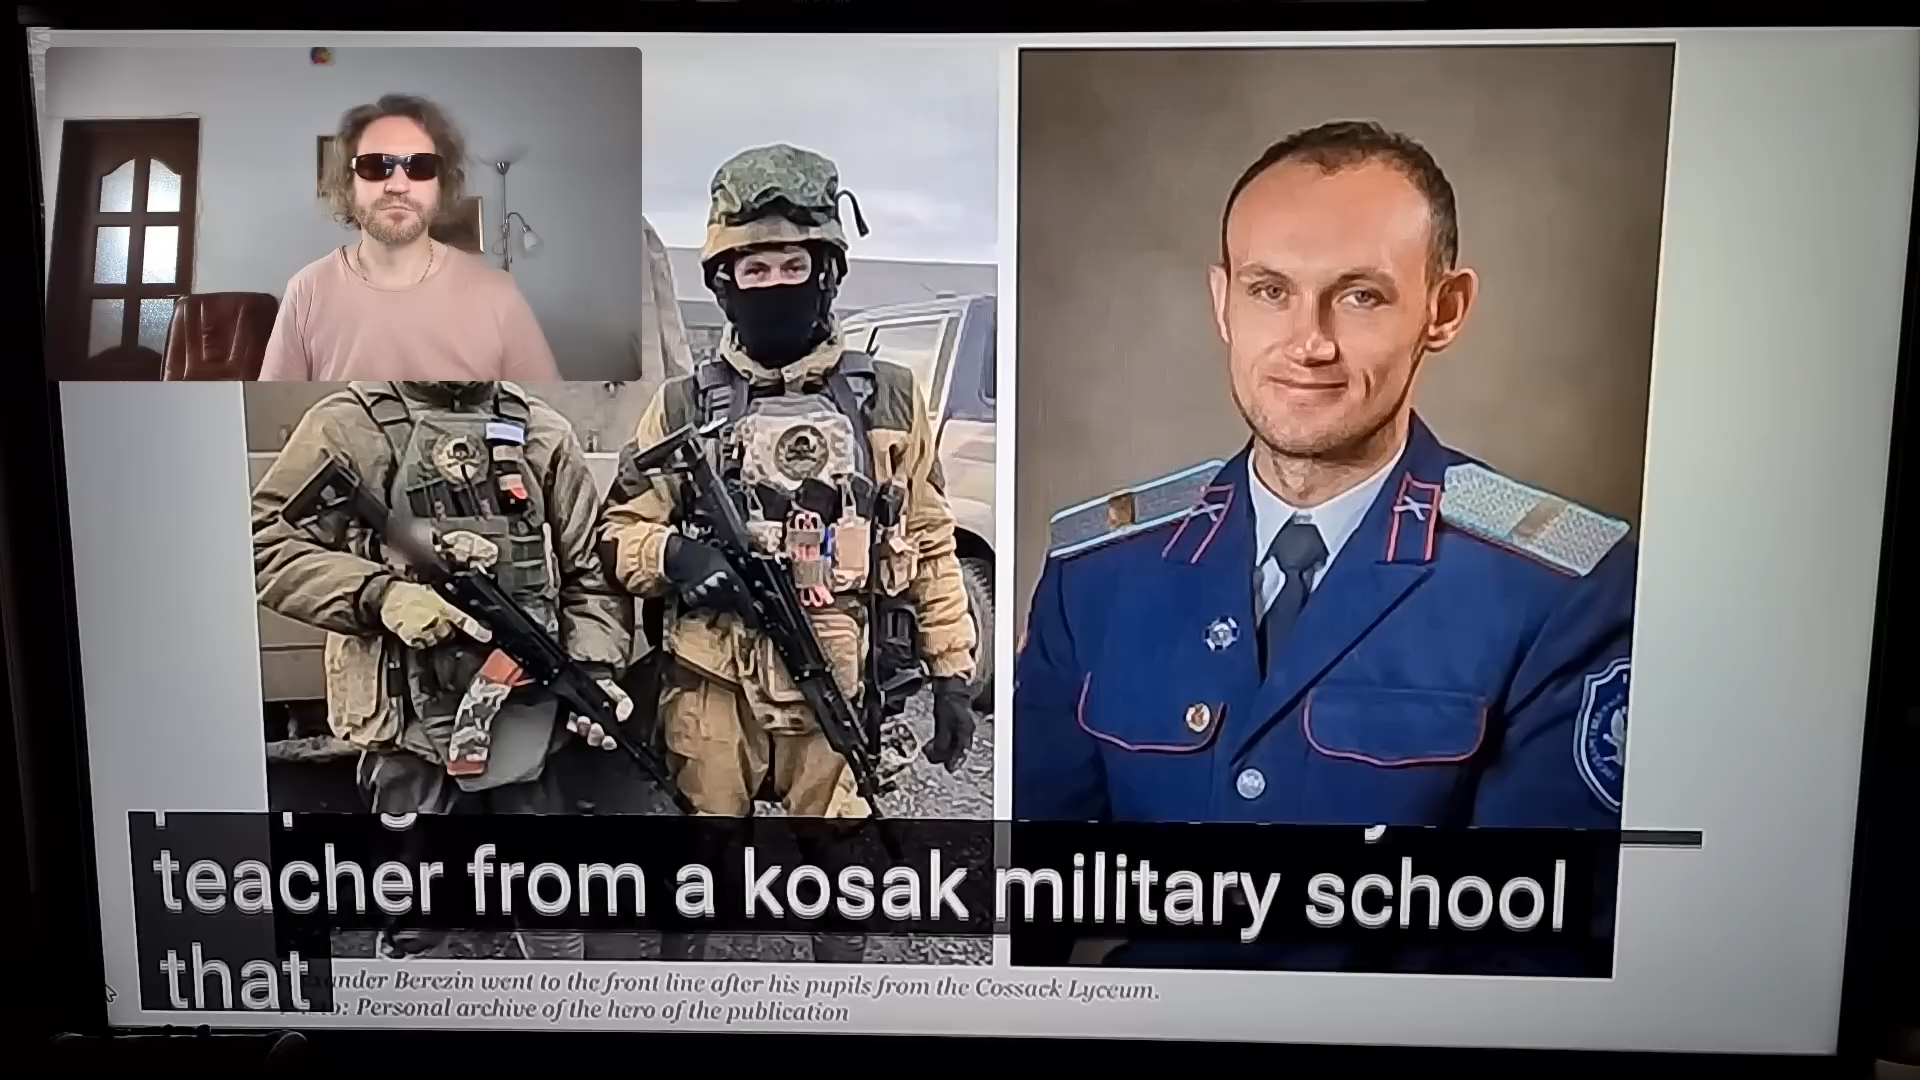 teacher from a kosak military school
that
ander Berezin went to the front line after his pupils from the Cossack Lyceum.
: Personal archive of the hero of the publication